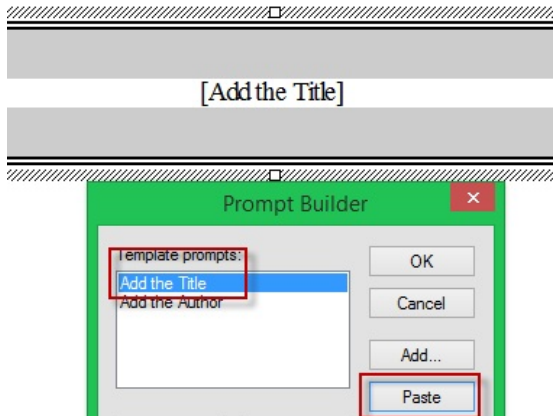 [Add the Title]
Prompt Builder
Template prompts:
OK
Add the Title
Add the Author
Cancel
Add...
Paste